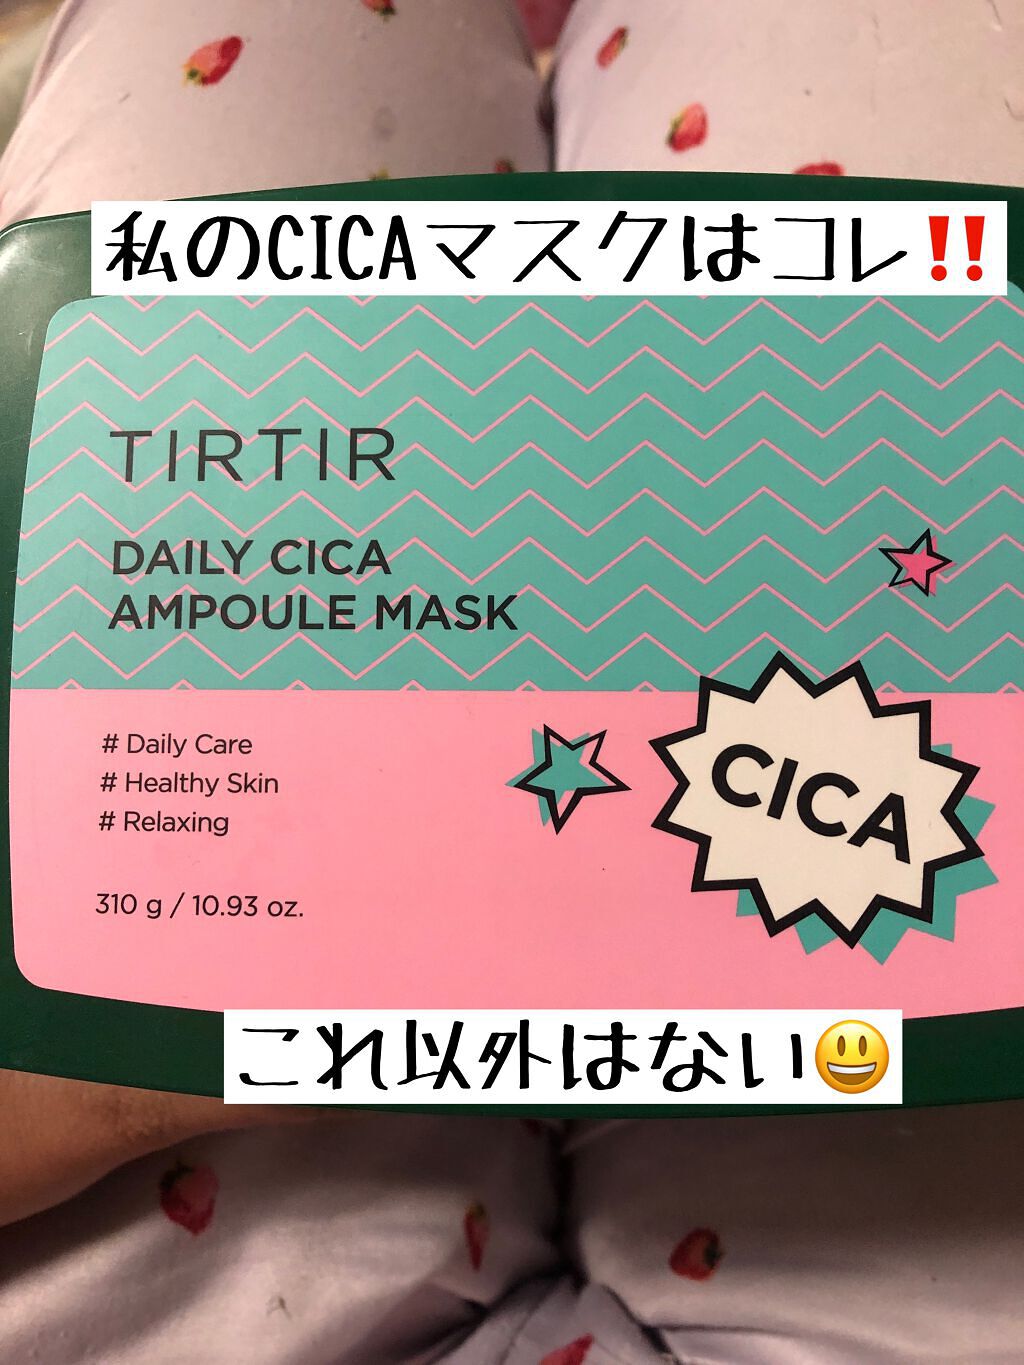 私のCICAマスクはコレ‼️
TIRTIR
DAILY CICA
AMPOULE MASK
# Daily Care
# Healthy Skin
# Relaxing
CICA
310 g / 10.93 oz.
これ以外はない😃